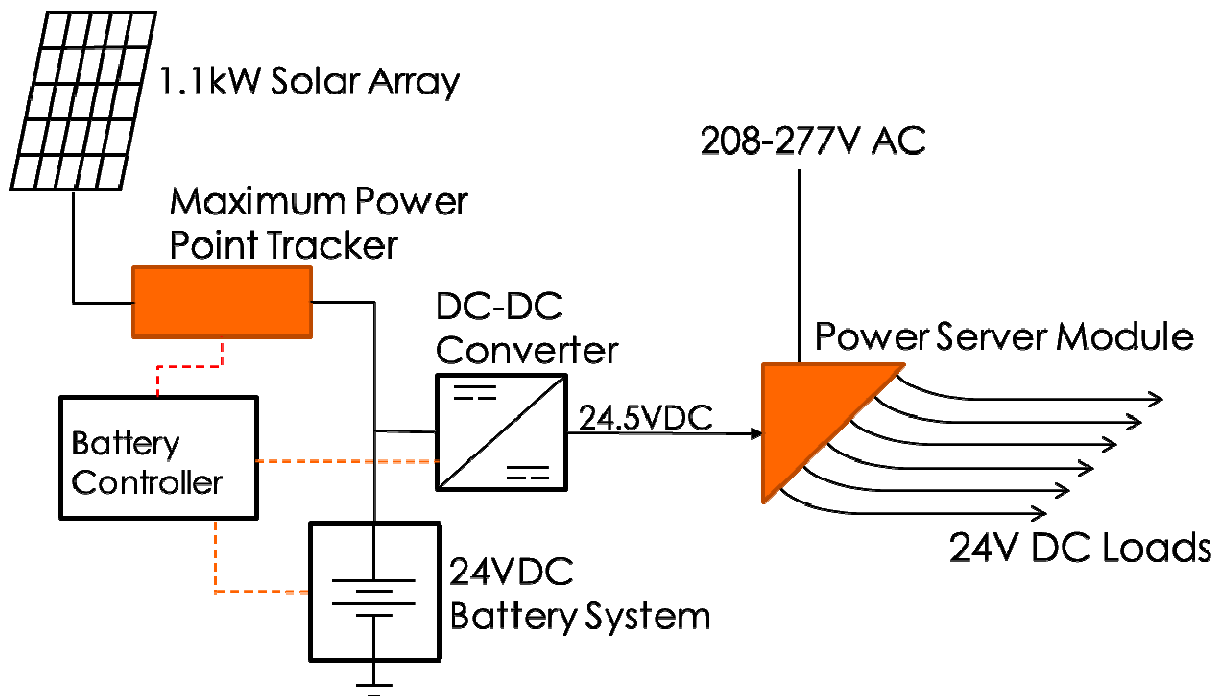 1.1kW Solar Array
208-277V AC
Maximum Power
Point Tracker
DC-DC
Converter
Power Server Module
24.5VDC
Battery
Controller
24V DC Loads
24VDC
Battery System